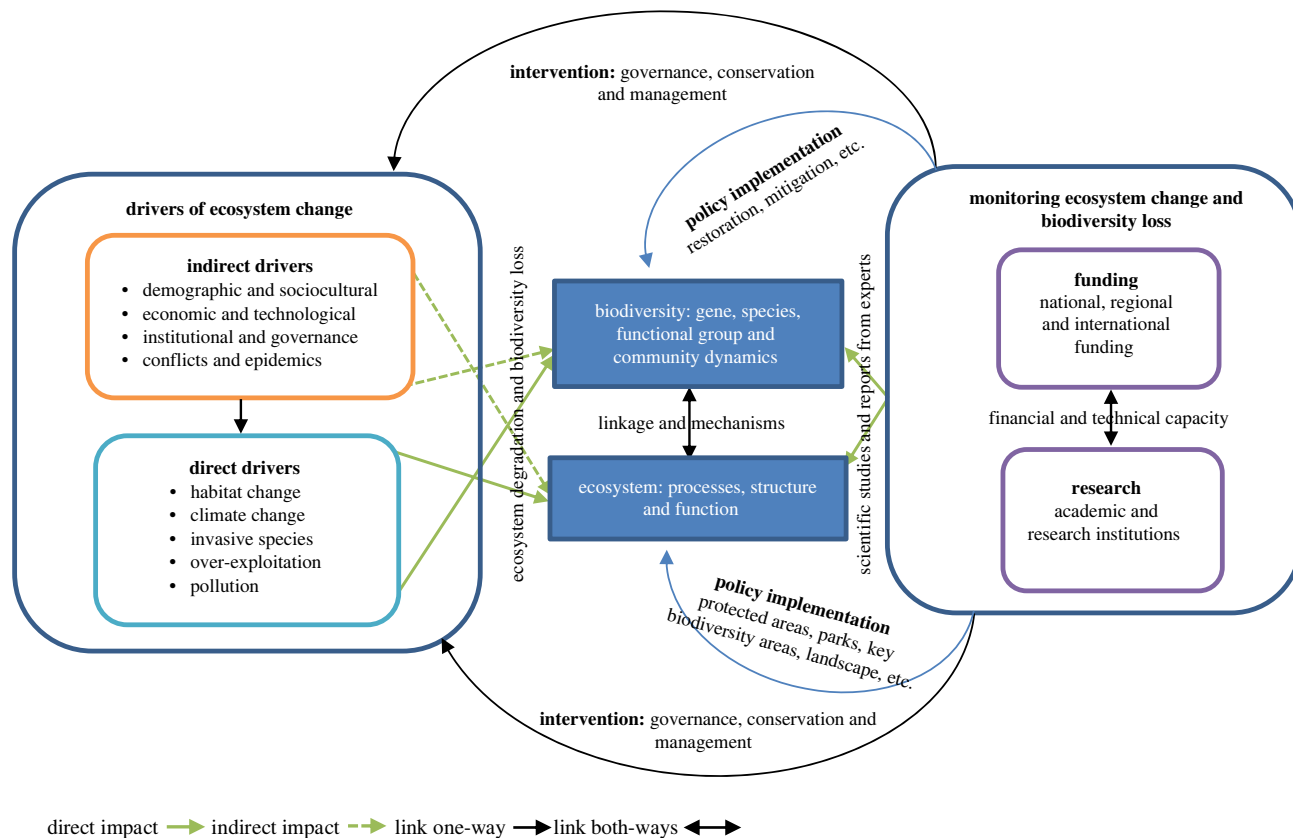 intervention: governance, conservation
and management
policy implementation
restoration, mitigation, etc.
drivers of ecosystem change
indirect drivers
• demographic and sociocultural
• economic and technological
• institutional and governance
• conflicts and epidemics
direct drivers
• habitat change
• climate change
• invasive species
• over-exploitation
• pollution
ecosystem degradation and biodiversity loss
biodiversity: gene, species,
functional group and
community dynamics
linkage and mechanisms
ecosystem: processes, structure
and function
scientific studies and reports from experts
monitoring ecosystem change and
biodiversity loss
funding
national, regional
and international
funding
financial and technical capacity
research
academic and
research institutions
policy implementation
protected areas, parks, key
biodiversity areas, landscape, etc.
intervention: governance, conservation and
management
direct impact indirect impact link one-way link both-ways